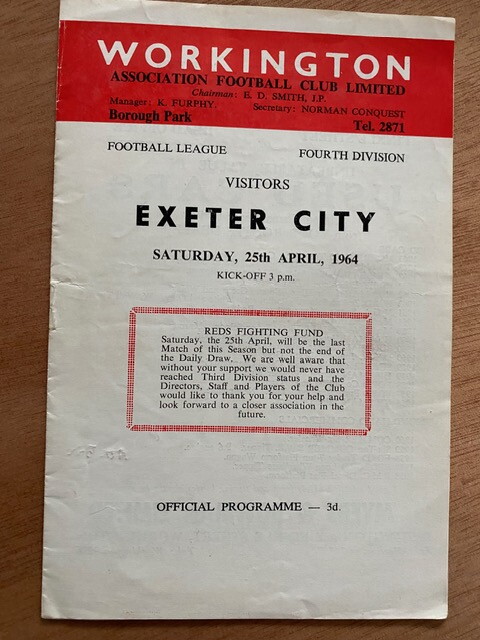 WORKINGTON
ASSOCIATION FOOTBALL CLUB LIMITED
Chairman: E. D. SMITH, J.P.
Manager: K. FURPHY. Secretary: NORMAN CONQUEST
Borough Park Tel. 2871
FOOTBALL LEAGUE FOURTH DIVISION
VISITORS
EXETER CITY
SATURDAY, 25th APRIL, 1964
KICK-OFF 3 p.m.
REDS FIGHTING FUND
Saturday, the 25th April, will be the last
Match of this Season but not the end of
the Daily Draw. We are well aware that
without your support we would never have
reached Third Division status and the
Directors, Staff and Players of the Club
would like to thank you for your help and
look forward to a closer association in the
future.
OFFICIAL PROGRAMME — 3d.